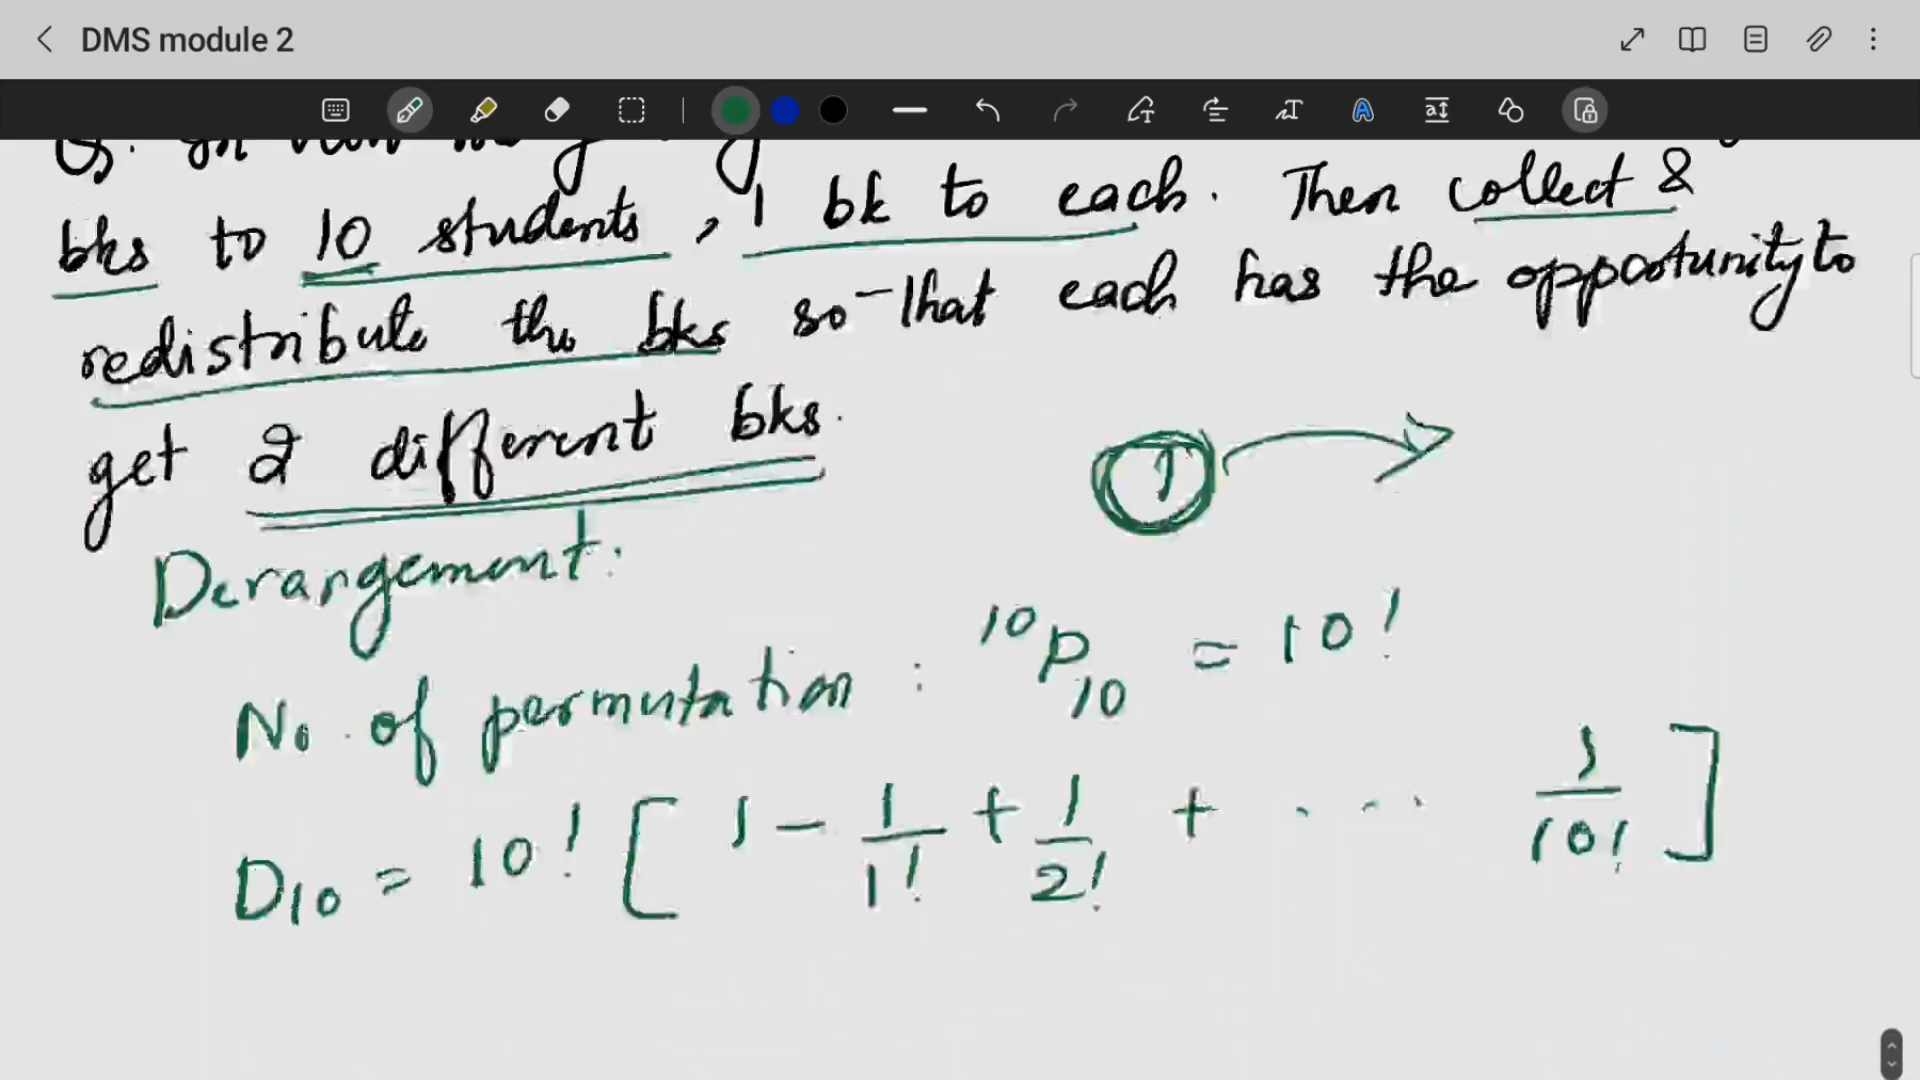 DMS module 2
bks to 10 students, 1 bk to each. Then collect &
redistribute the bks so that each has the opportunity to
get 2 different bks.
1
Derangement.
No. of permutation : ¹⁰P₁₀ = 10!
D₁₀ = 10! [ 1 - 1/1! + 1/2! + ... 1/10! ]